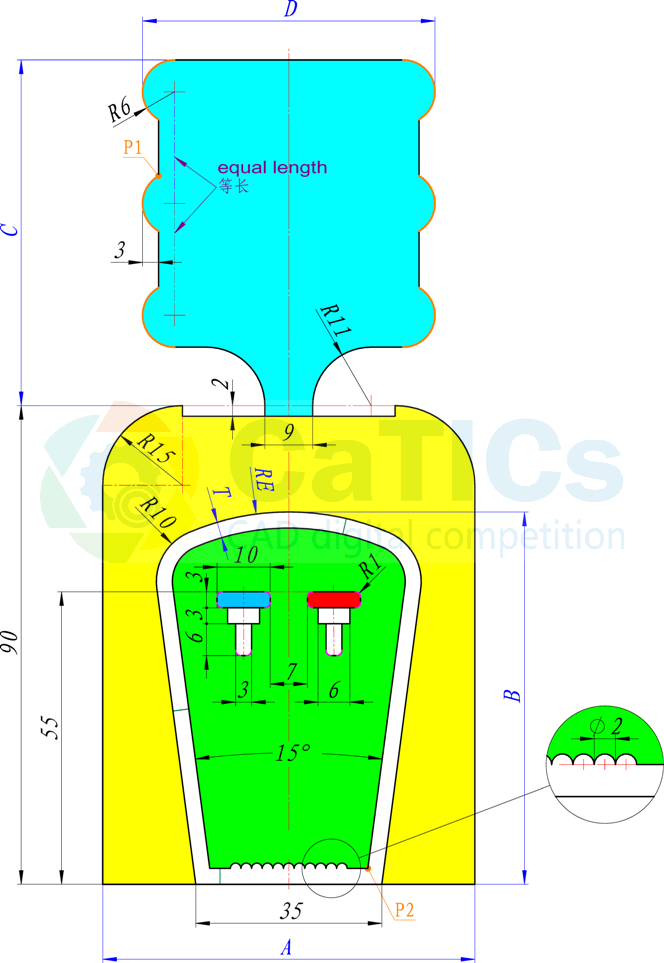 D
R6
P1
equal length
等长
C
3
R11
2
9
R15
CaTICs
CAD digital competition
RE
T
R10
10
3
R1
3
6
7
3
6
90
55
B
∅ 2
15°
P2
35
A